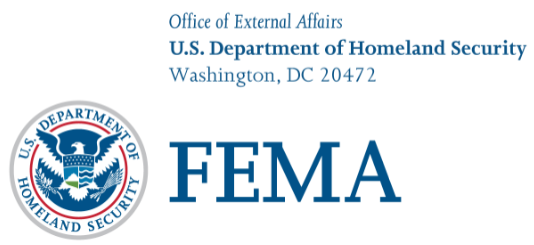 Office of External Affairs
U.S. Department of Homeland Security
Washington, DC 20472
U.S. DEPARTMENT OF
HOMELAND SECURITY
FEMA